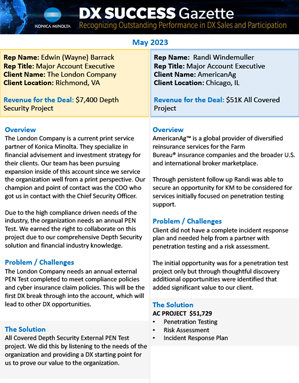 DX SUCCESS Gazette
KONICA MINOLTA
Recognizing Outstanding Performance in DX Sales and Participation
May 2023
Rep Name: Edwin (Wayne) Barrack
Rep Title: Major Account Executive
Client Name: The London Company
Client Location: Richmond, VA
Revenue for the Deal: $7,400 Depth
Security Project
Overview
The London Company is a current print service
partner of Konica Minolta. They specialize in
financial advisement and investment strategy for
their clients. Our team has been pursuing
expansion inside of this account since we service
the organization well from a print perspective. Our
champion and point of contact was the COO who
got us in contact with the Chief Security Officer.
Due to the high compliance driven needs of the
industry, the organization needs an annual PEN
Test. We earned the right to collaborate on this
project due to our comprehensive Depth Security
solution and financial industry knowledge.
Problem / Challenges
The London Company needs an annual external
PEN Test completed to meet compliance policies
and cyber insurance claim policies. This will be the
first DX break through into the account, which will
lead to other DX opportunities.
The Solution
All Covered Depth Security External PEN Test
project. We did this by listening to the needs of the
organization and providing a DX starting point for
us to prove our value to the organization.
Rep Name: Randi Windemuller
Rep Title: Major Account Executive
Client Name: AmericanAg
Client Location: Chicago, IL
Revenue for the Deal: $51K All Covered
Project
Overview
AmericanAg™ is a global provider of diversified
reinsurance services for the Farm
Bureau® insurance companies and the broader U.S.
and international broker marketplace.
Through persistent follow up Randi was able to
secure an opportunity for KM to be considered for
services initially focused on penetration testing
support.
Problem / Challenges
Client did not have a complete incident response
plan and needed help from a partner with
penetration testing and a risk assessment.
The initial opportunity was for a penetration test
project only but through thoughtful discovery
additional opportunities were identified that
added significant value to our client.
The Solution
AC PROJECT $51,729
• Penetration Testing
• Risk Assessment
• Incident Response Plan